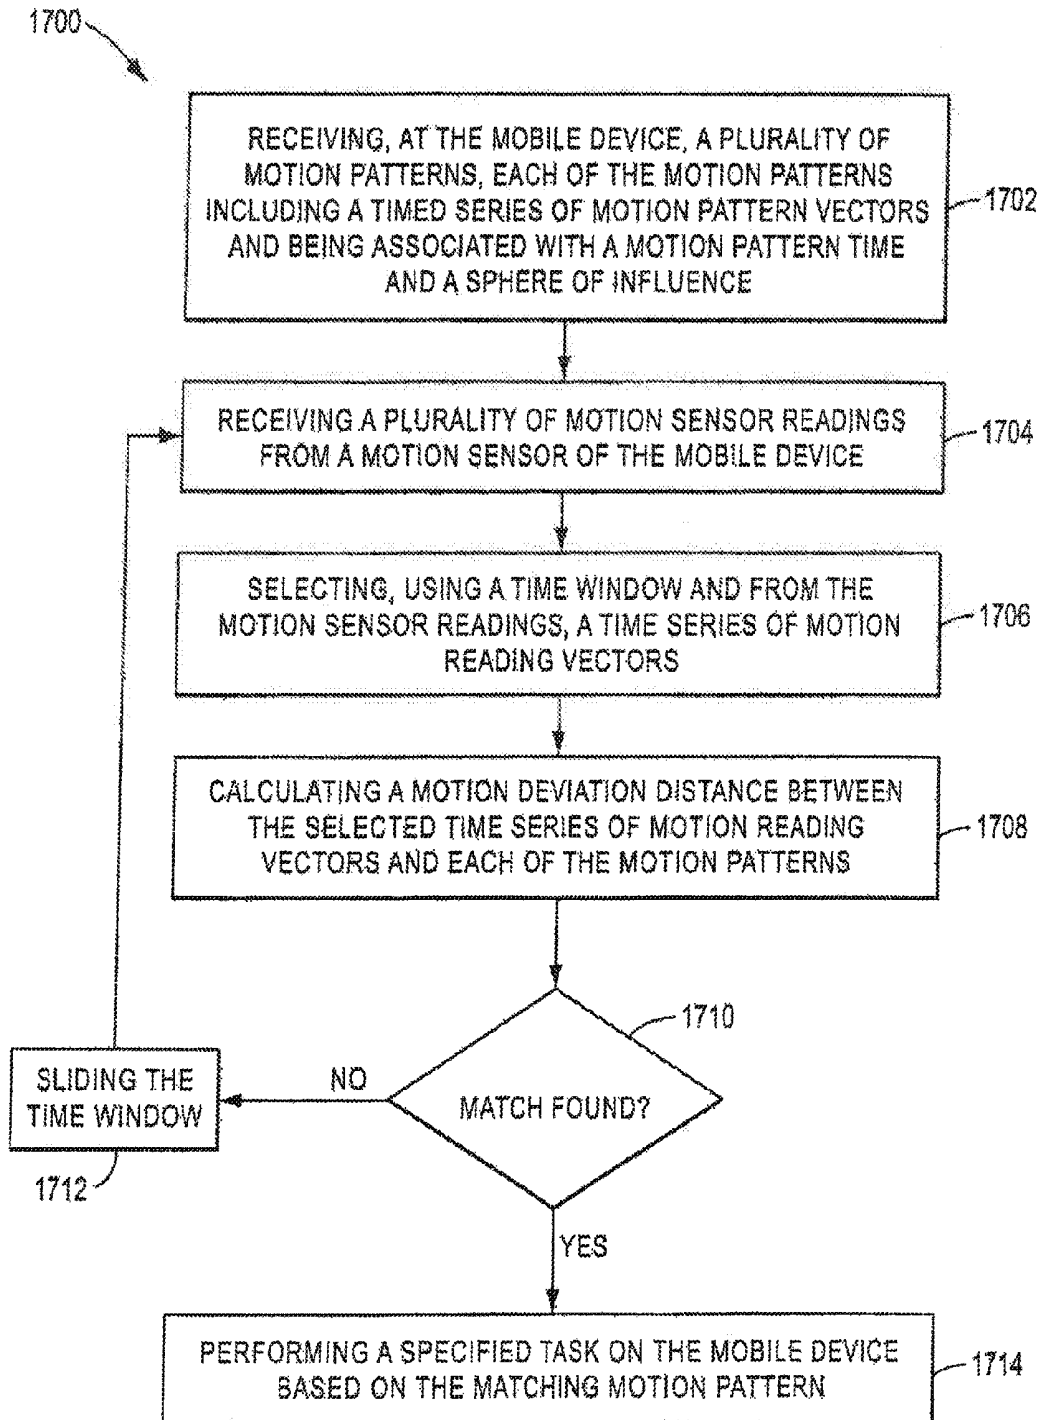 1700
RECEIVING, AT THE MOBILE DEVICE, A PLURALITY OF
MOTION PATTERNS, EACH OF THE MOTION PATTERNS
INCLUDING A TIMED SERIES OF MOTION PATTERN VECTORS
AND BEING ASSOCIATED WITH A MOTION PATTERN TIME
AND A SPHERE OF INFLUENCE
1702
RECEIVING A PLURALITY OF MOTION SENSOR READINGS
FROM A MOTION SENSOR OF THE MOBILE DEVICE
1704
SELECTING, USING A TIME WINDOW AND FROM THE
MOTION SENSOR READINGS, A TIME SERIES OF MOTION
READING VECTORS
1706
CALCULATING A MOTION DEVIATION DISTANCE BETWEEN
THE SELECTED TIME SERIES OF MOTION READING
VECTORS AND EACH OF THE MOTION PATTERNS
1708
1710
MATCH FOUND?
NO
SLIDING THE
TIME WINDOW
1712
YES
PERFORMING A SPECIFIED TASK ON THE MOBILE DEVICE
BASED ON THE MATCHING MOTION PATTERN
1714